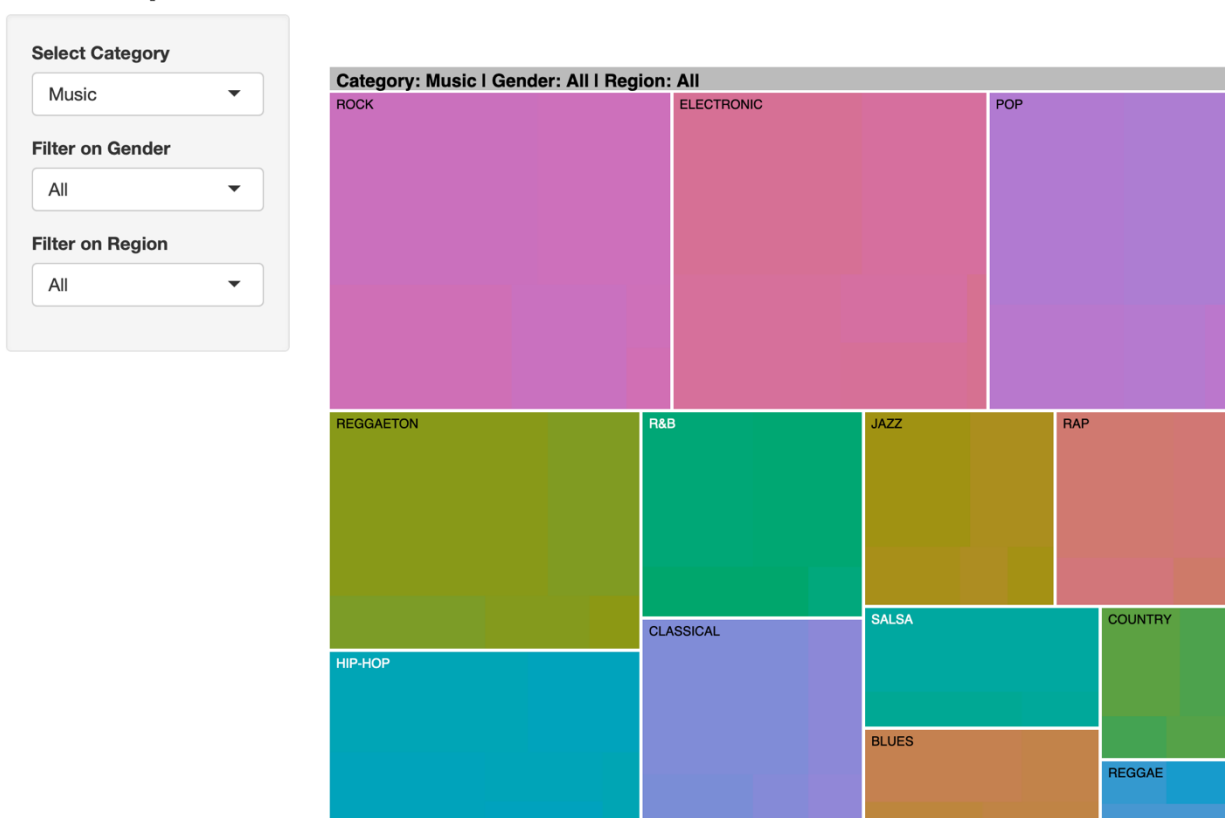 Select Category
Music
Filter on Gender
All
Filter on Region
All
Category: Music | Gender: All | Region: All
ROCK
ELECTRONIC
POP
REGGAETON
R&B
JAZZ
RAP
HIP-HOP
CLASSICAL
SALSA
COUNTRY
BLUES
REGGAE